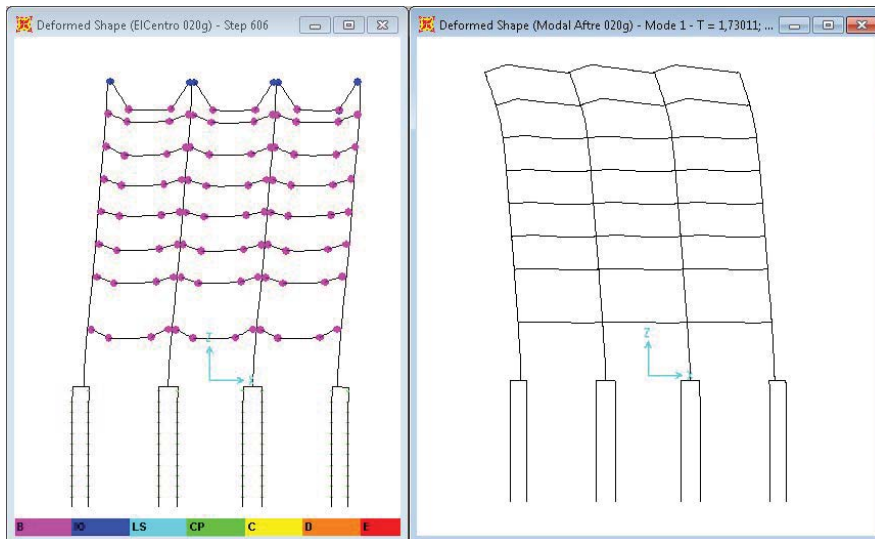 Deformed Shape (ElCentro 020g) - Step 606
Z
X
B IO LS CP C D E
Deformed Shape (Modal Aftre 020g) - Mode 1 - T = 1,73011; ...
Z
X